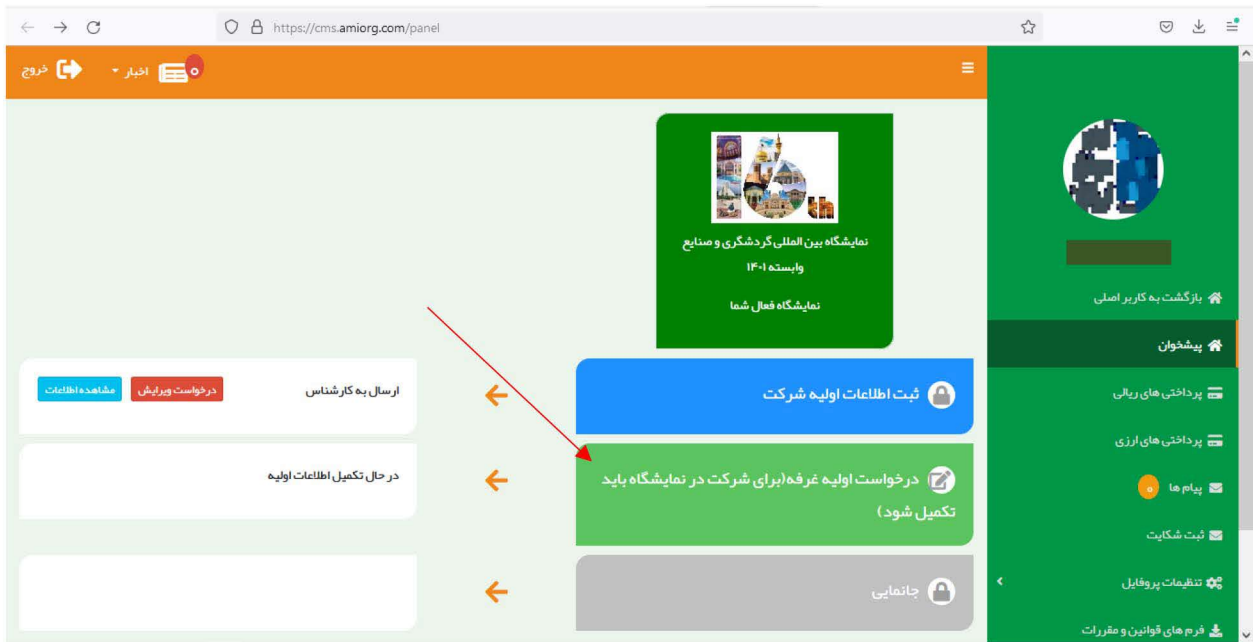 https://cms.amiorg.com/panel
خروج
اخبار
0
16th
نمایشگاه بین المللی گردشگری و صنایع
وابسته ۱۴۰۱
نمایشگاه فعال شما
بازگشت به کاربر اصلی
پیشخوان
پرداختی های ریالی
پرداختی های ارزی
پیام ها
0
ثبت شکایت
تنظیمات پروفایل
فرم های قوانین و مقررات
ثبت اطلاعات اولیه شرکت
ارسال به کارشناس
درخواست ویرایش
مشاهده اطلاعات
درخواست اولیه غرفه(برای شرکت در نمایشگاه باید
تکمیل شود)
در حال تکمیل اطلاعات اولیه
جانمایی